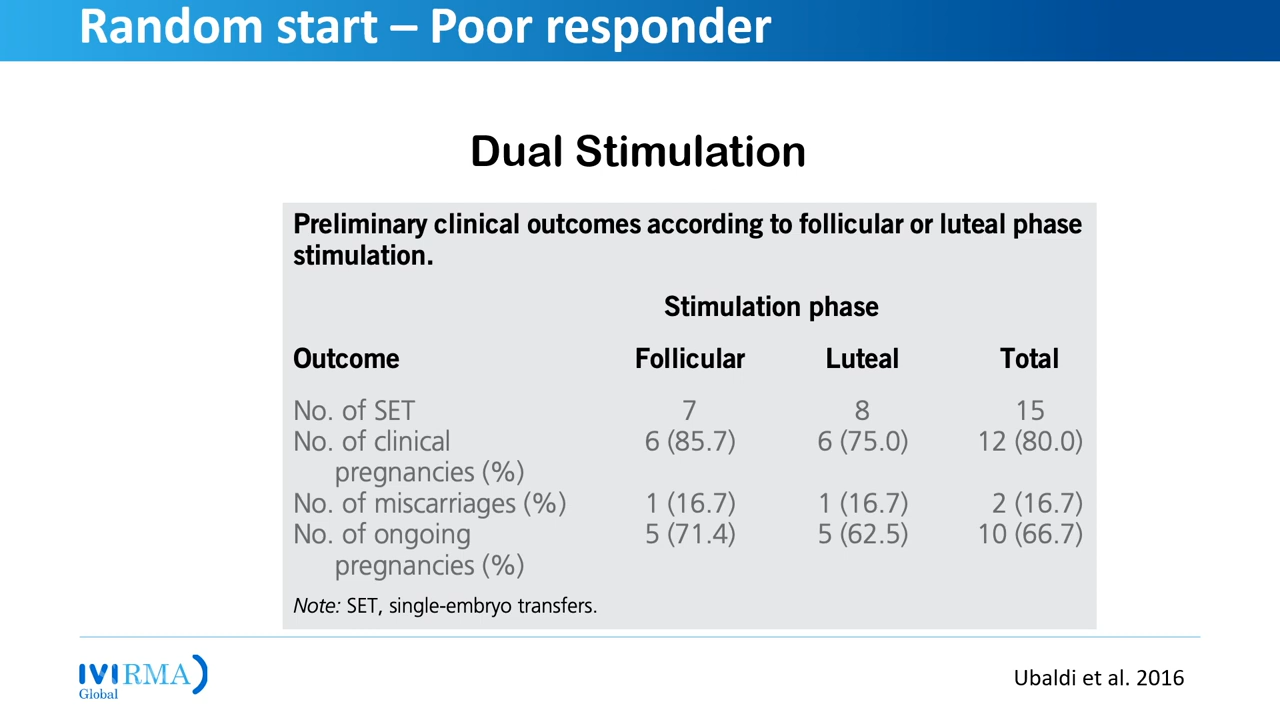 Random start – Poor responder
Dual Stimulation
Preliminary clinical outcomes according to follicular or luteal phase
stimulation.
Stimulation phase
Outcome Follicular Luteal Total
No. of SET 7 8 15
No. of clinical 6 (85.7) 6 (75.0) 12 (80.0)
pregnancies (%)
No. of miscarriages (%) 1 (16.7) 1 (16.7) 2 (16.7)
No. of ongoing 5 (71.4) 5 (62.5) 10 (66.7)
pregnancies (%)
Note: SET, single-embryo transfers.
IVIRMA
Global
Ubaldi et al. 2016